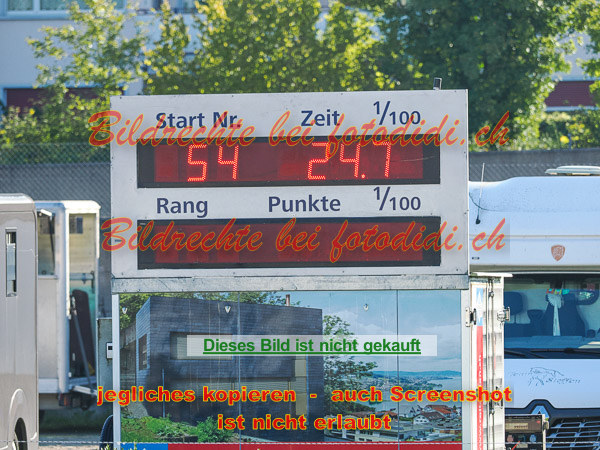 Start Nr. Zeit 1/100
Bildrechte bei fotodidi.ch
54 24.7
Rang Punkte 1/100
Bildrechte bei fotodidi.ch
Dieses Bild ist nicht gekauft
jegliches kopieren - auch Screenshot
ist nicht erlaubt